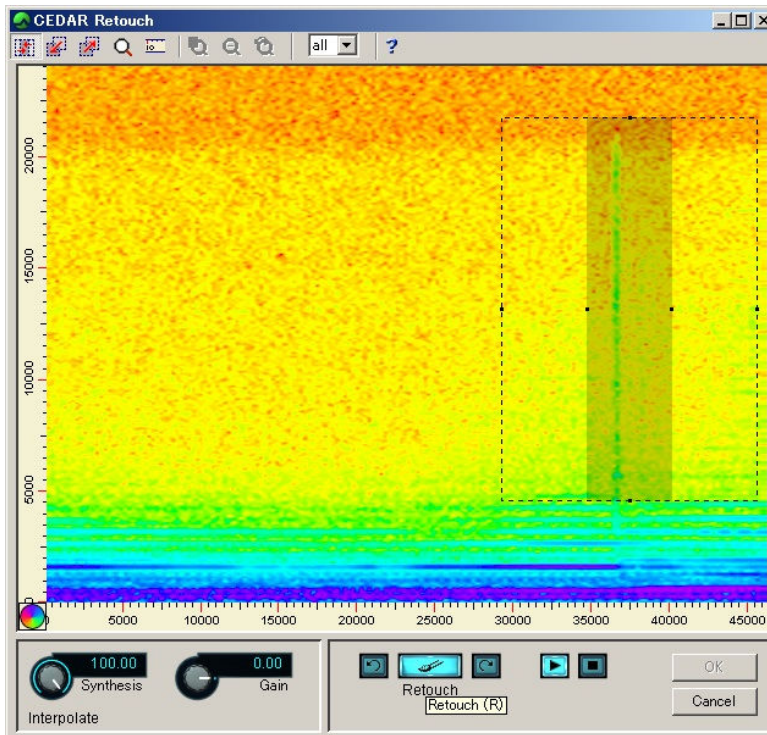 CEDAR Retouch
all
?
20000
15000
10000
5000
0
5000 10000 15000 20000 25000 30000 35000 40000 45000
100.00
Synthesis
0.00
Gain
Interpolate
Retouch
Retouch (R)
OK
Cancel